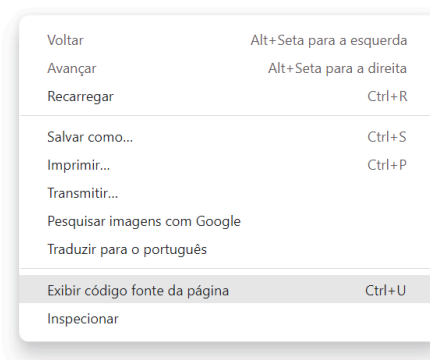 Voltar Alt+Seta para a esquerda
Avançar Alt+Seta para a direita
Recarregar Ctrl+R
Salvar como... Ctrl+S
Imprimir... Ctrl+P
Transmitir...
Pesquisar imagens com Google
Traduzir para o português
Exibir código fonte da página Ctrl+U
Inspecionar